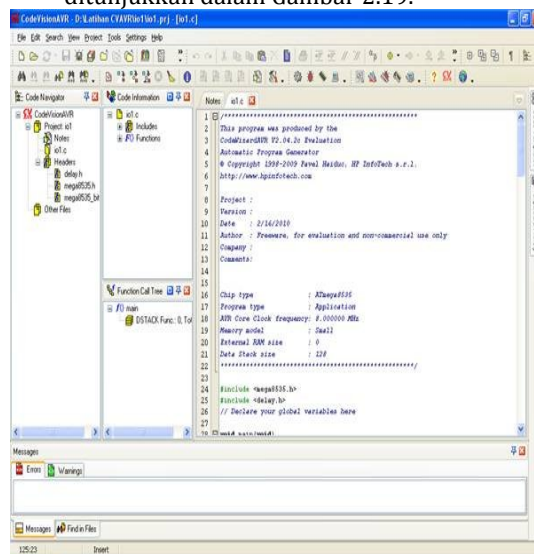 ditunjukkan dalam Gambar 2.19.
CodeVisionAVR - D:\Latihan CVAVR\io1\io1.prj - [io1.c]
File Edit Search View Project Tools Settings Help
Code Navigator
CodeVisionAVR
Project: io1
Notes
io1.c
Headers
delay.h
mega8535.h
mega8535_bit
Other Files
Code Information
io1.c
Includes
Functions
Function Call Tree
main
DSTACK Func.: 0, To
Notes io1.c
1 /*****************************************************
2 This program was produced by the
3 CodeWizardAVR V2.04.2c Evaluation
4 Automatic Program Generator
5 © Copyright 1998-2009 Pavel Haiduc, HP InfoTech s.r.l.
6 http://www.hpinfotech.com
7
8 Project :
9 Version :
10 Date : 2/16/2010
11 Author : Freeware, for evaluation and non-commercial use only
12 Company :
13 Comments:
14
15
16 Chip type : ATmega8535
17 Program type : Application
18 AVR Core Clock frequency: 8.000000 MHz
19 Memory model : Small
20 External RAM size : 0
21 Data Stack size : 128
22 *****************************************************/
23
24 #include <mega8535.h>
25 #include <delay.h>
26 // Declare your global variables here
27
28 void main(void)
Messages
Errors Warnings
Messages Find in Files
125:23 Insert